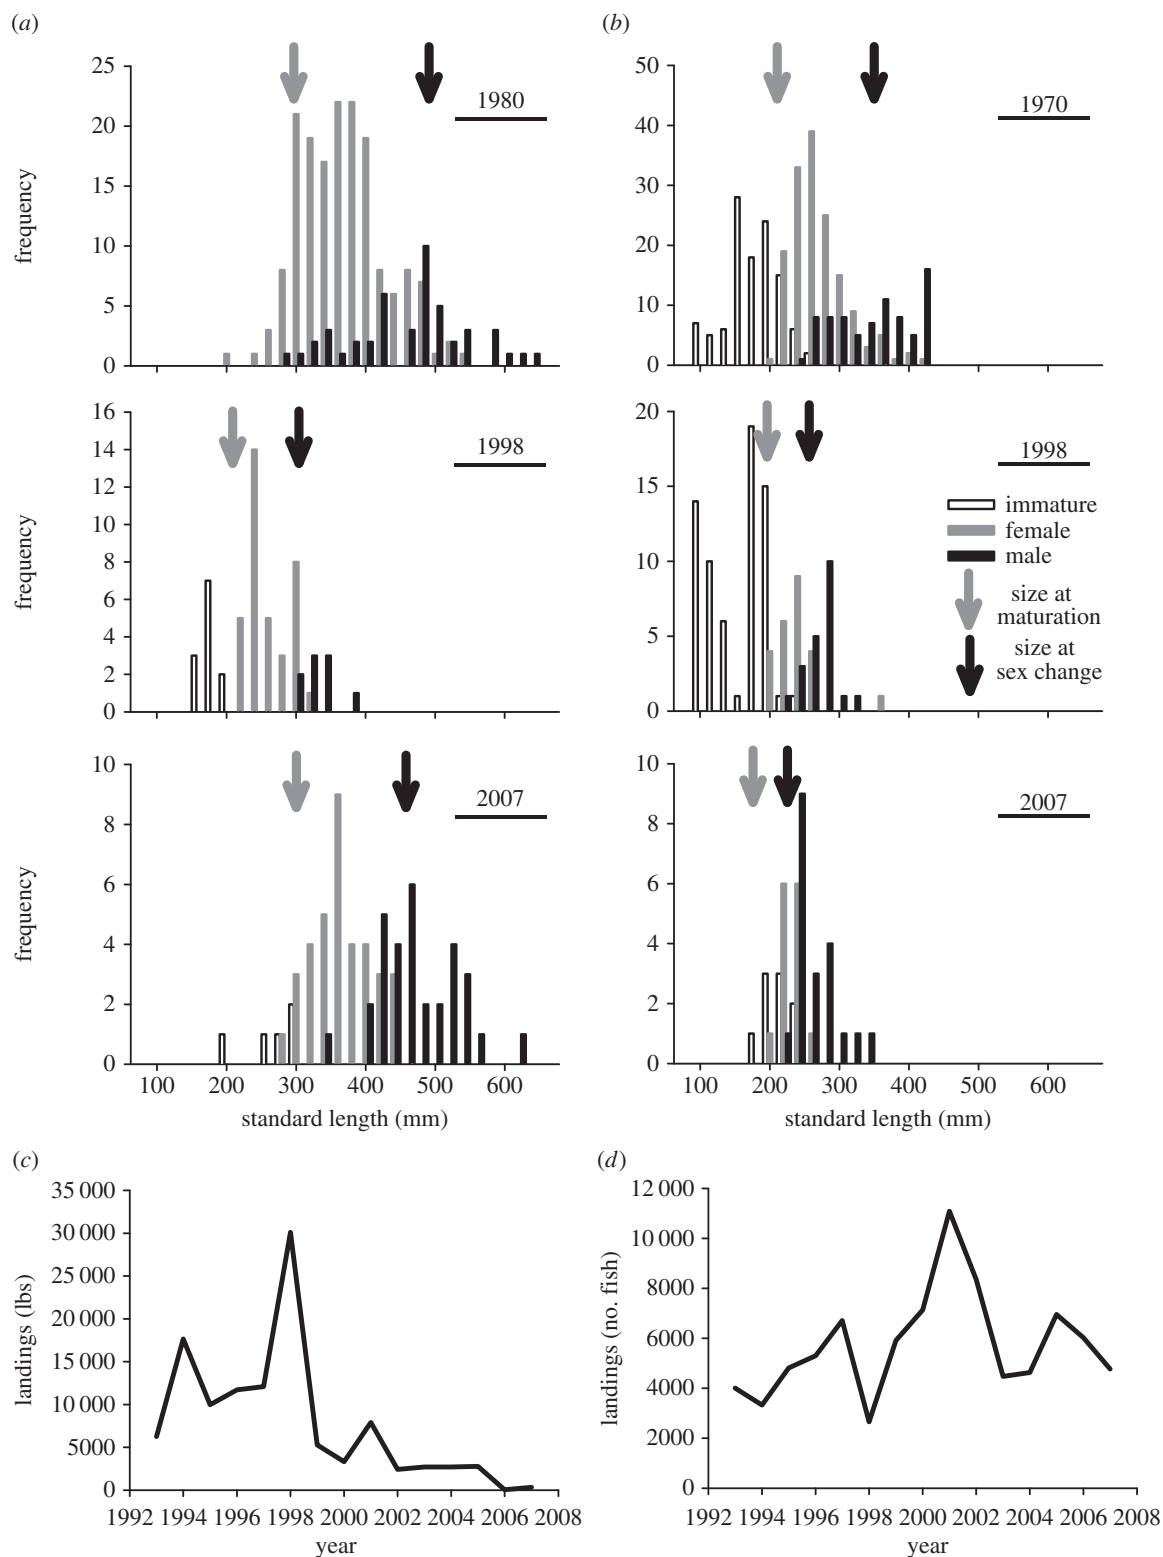 (a)
25
20
15
10
5
0
frequency
1980
(b)
50
40
30
20
10
0
1970
16
14
12
10
8
6
4
2
0
frequency
1998
20
15
10
5
0
1998
immature
female
male
size at
maturation
size at
sex change
10
8
6
4
2
0
frequency
2007
100 200 300 400 500 600
standard length (mm)
10
8
6
4
2
0
2007
100 200 300 400 500 600
standard length (mm)
(c)
35 000
30 000
25 000
20 000
15 000
10 000
5000
0
landings (lbs)
1992 1994 1996 1998 2000 2002 2004 2006 2008
year
(d)
12 000
10 000
8000
6000
4000
2000
0
landings (no. fish)
1992 1994 1996 1998 2000 2002 2004 2006 2008
year